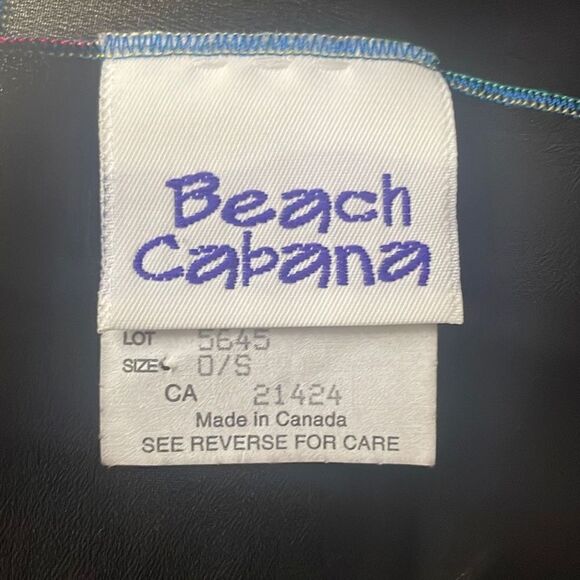 Beach
Cabana
LOT 5645
SIZE O/S
CA 21424
Made in Canada
SEE REVERSE FOR CARE